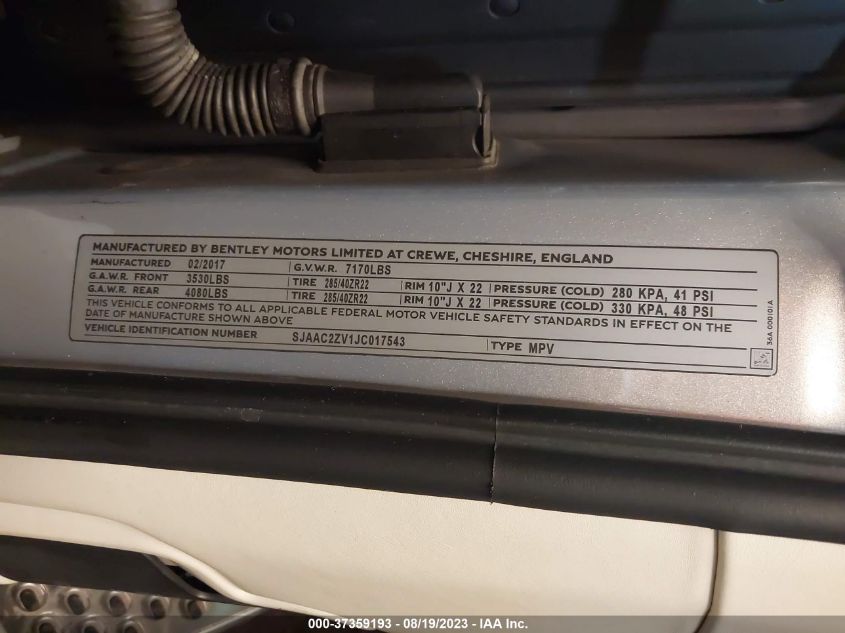 MANUFACTURED BY BENTLEY MOTORS LIMITED AT CREWE, CHESHIRE, ENGLAND
MANUFACTURED 02/2017 G.V.W.R. 7170LBS
G.A.W.R. FRONT 3530LBS TIRE 285/40ZR22 RIM 10"J X 22 PRESSURE (COLD) 280 KPA, 41 PSI
G.A.W.R. REAR 4080LBS TIRE 285/40ZR22 RIM 10"J X 22 PRESSURE (COLD) 330 KPA, 48 PSI
THIS VEHICLE CONFORMS TO ALL APPLICABLE FEDERAL MOTOR VEHICLE SAFETY STANDARDS IN EFFECT ON THE
DATE OF MANUFACTURE SHOWN ABOVE
VEHICLE IDENTIFICATION NUMBER SJAAC2ZV1JC017543 TYPE MPV
36A 000101A
000-37359193 - 08/19/2023 - IAA Inc.